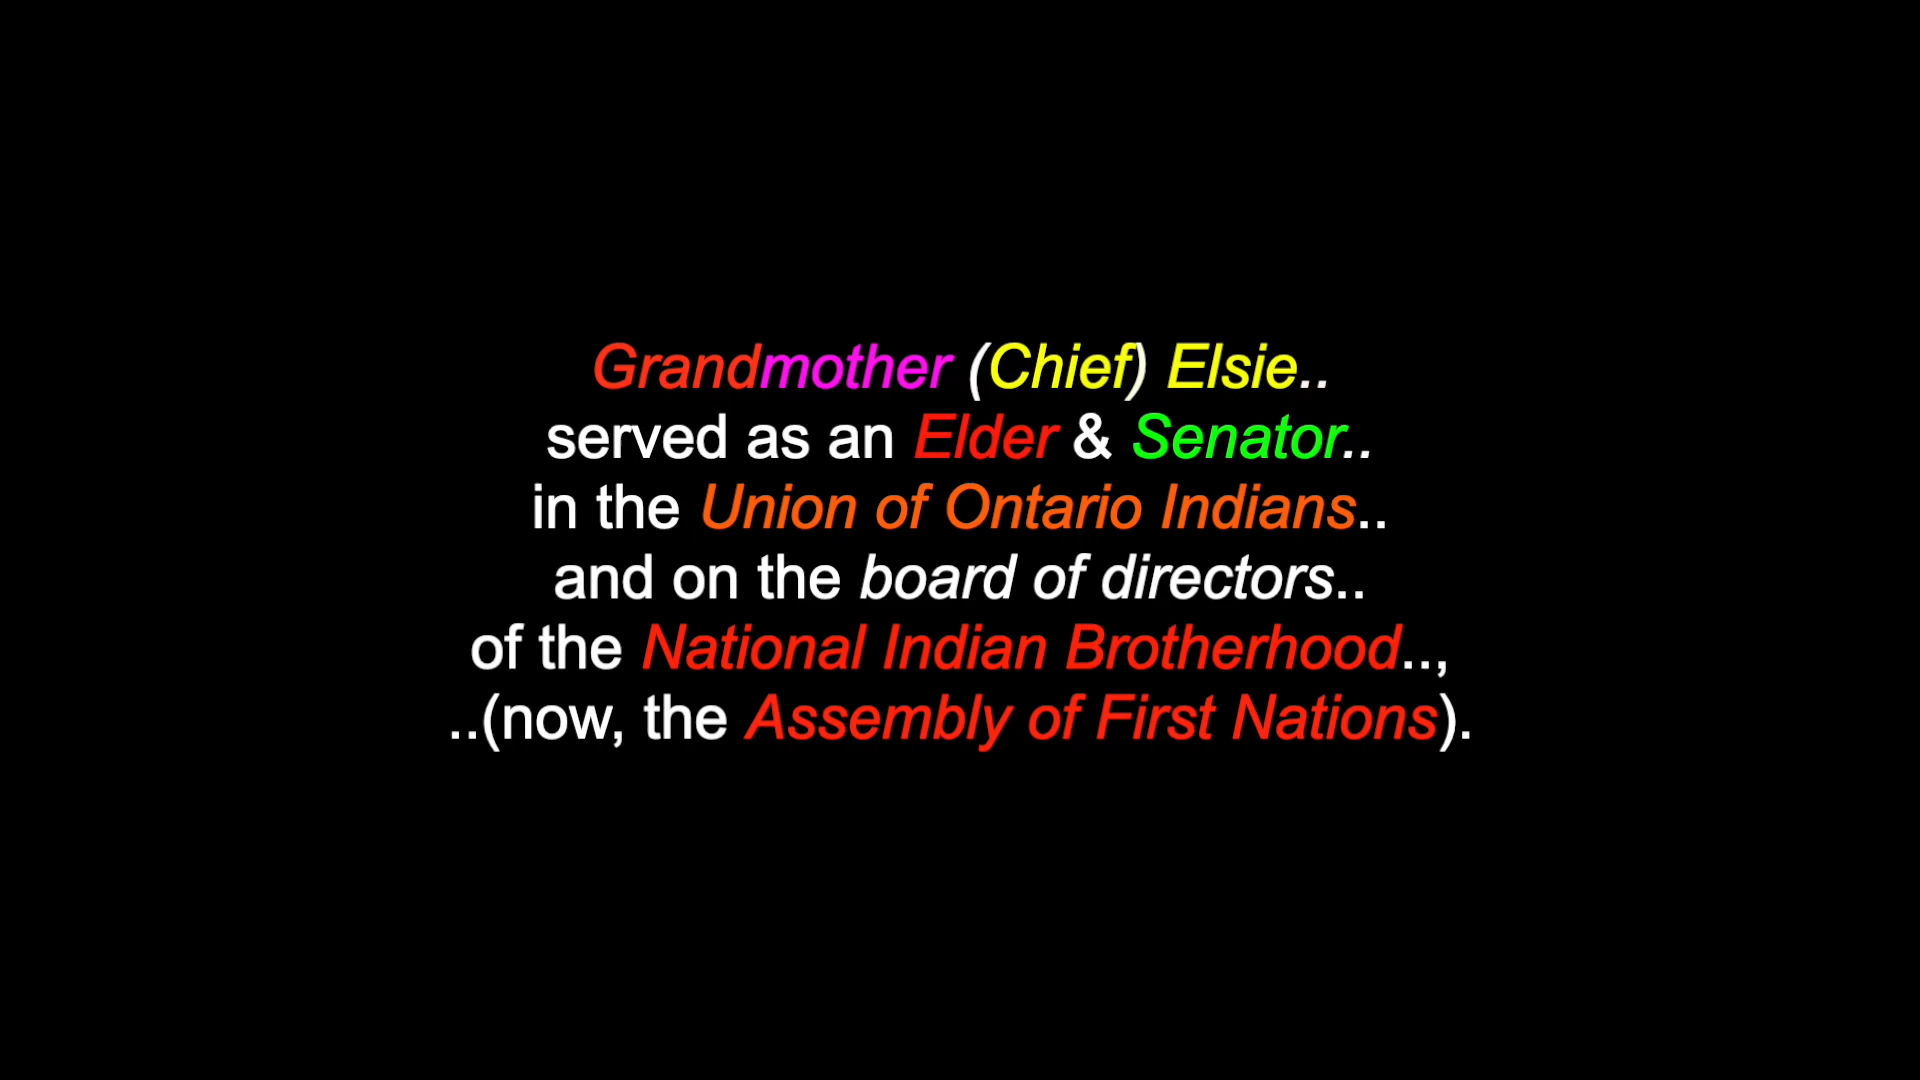 Grandmother (Chief) Elsie..
served as an Elder & Senator..
in the Union of Ontario Indians..
and on the board of directors..
of the National Indian Brotherhood..,
..(now, the Assembly of First Nations).